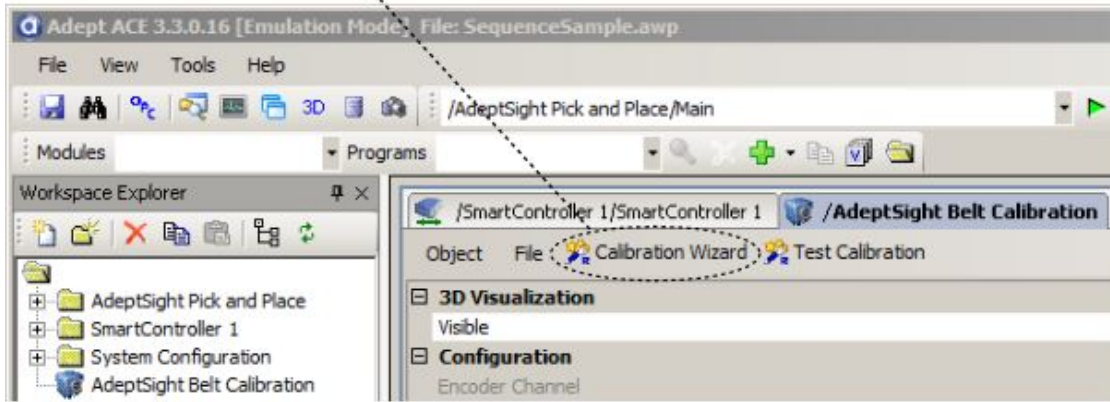 Adept ACE 3.3.0.16 [Emulation Mode] File: SequenceSample.awp
File View Tools Help
OPC 3D /AdeptSight Pick and Place/Main
Modules Programs
Workspace Explorer
/SmartController 1/SmartController 1 /AdeptSight Belt Calibration
Object File Calibration Wizard Test Calibration
3D Visualization
AdeptSight Pick and Place
Visible
SmartController 1
Configuration
System Configuration
Encoder Channel
AdeptSight Belt Calibration